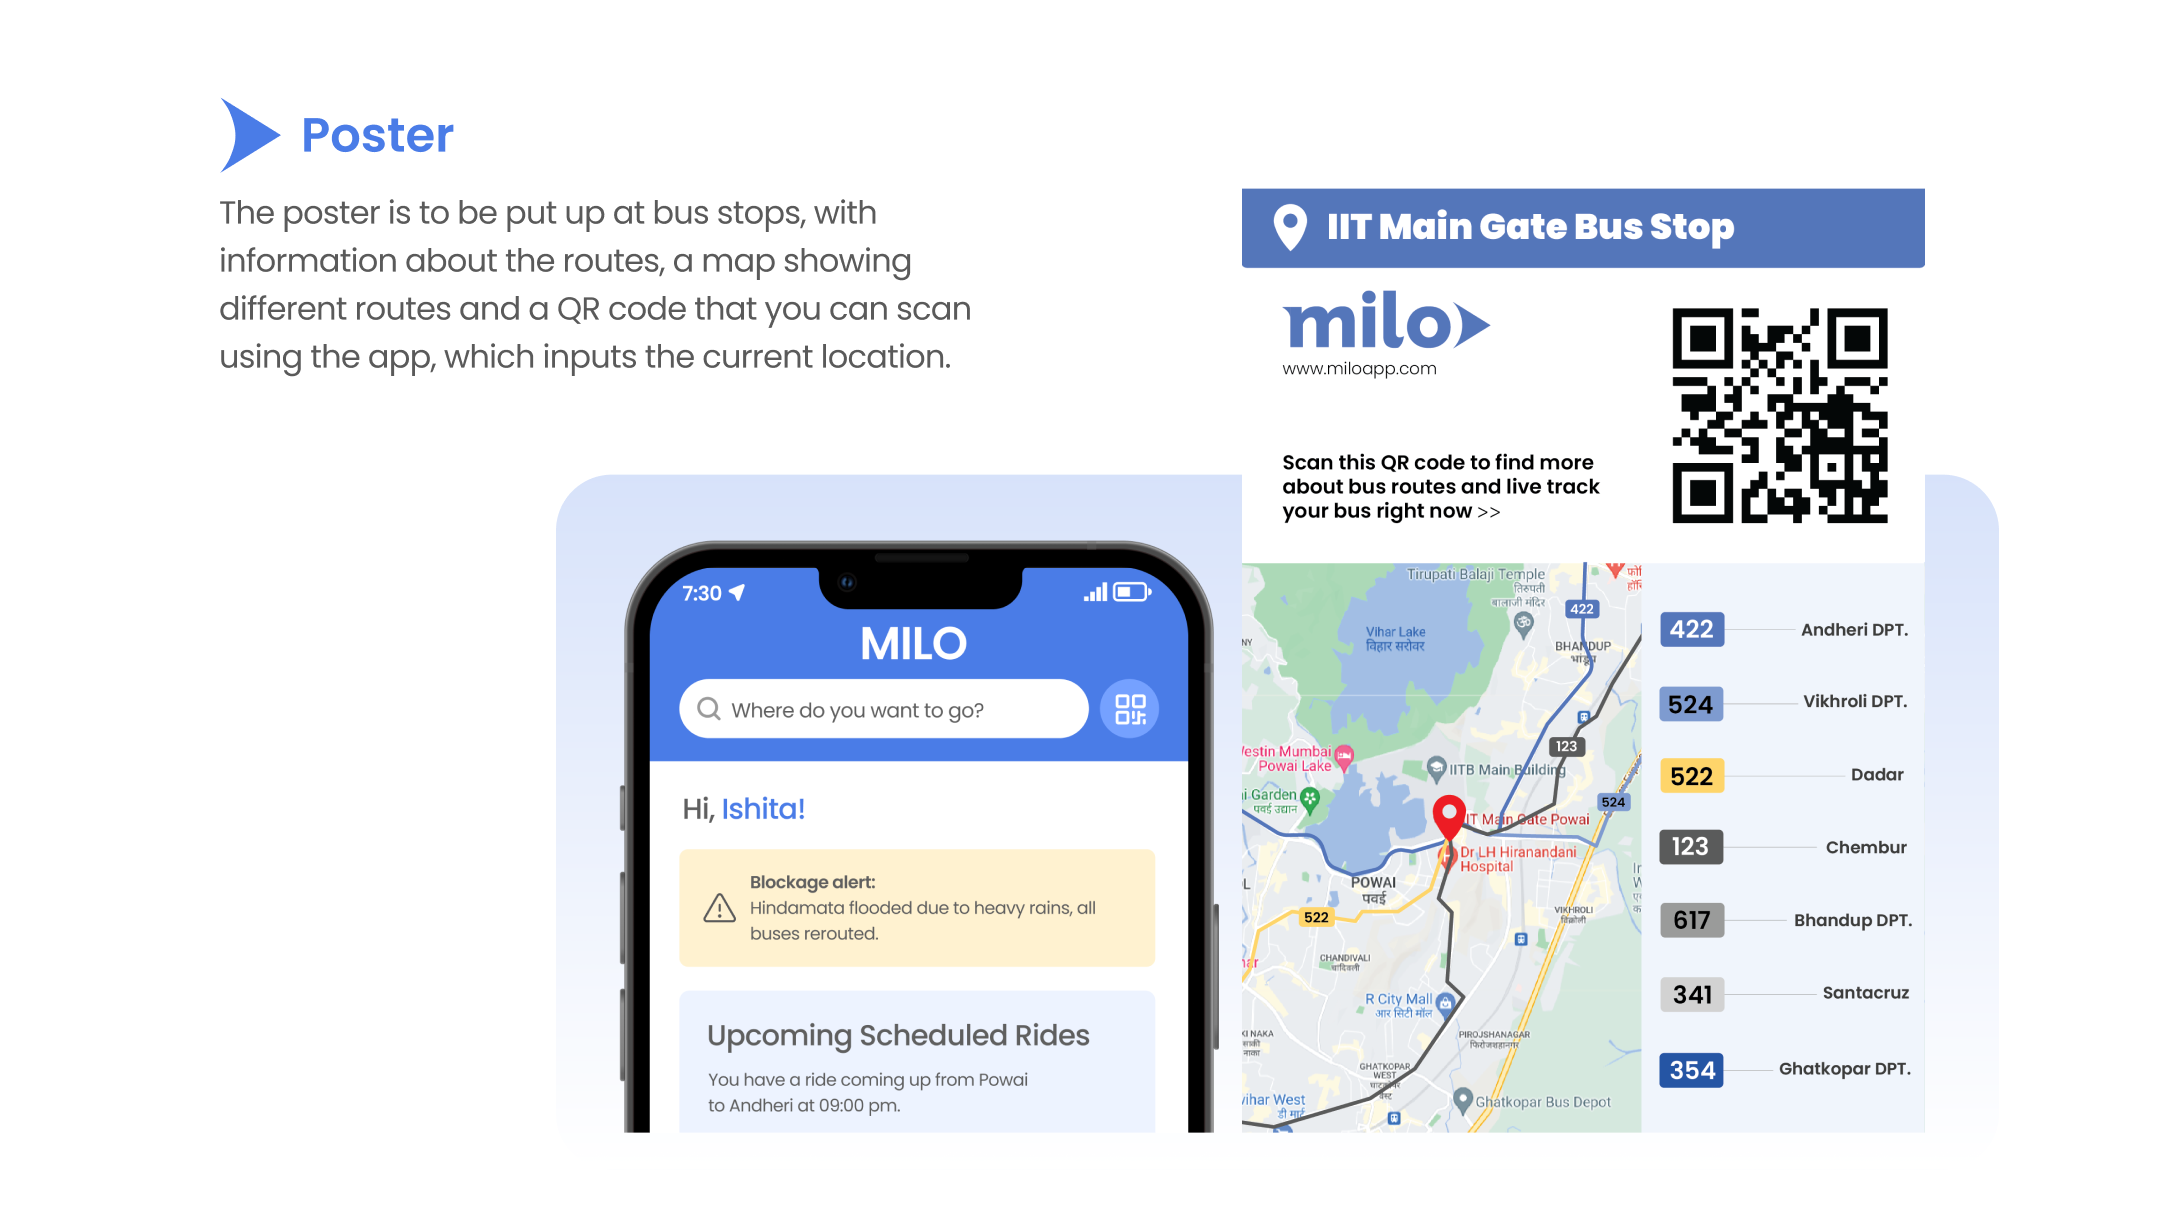 Poster
The poster is to be put up at bus stops, with
information about the routes, a map showing
different routes and a QR code that you can scan
using the app, which inputs the current location.
7:30
MILO
Where do you want to go?
Hi, Ishita!
Blockage alert:
Hindamata flooded due to heavy rains, all
buses rerouted.
Upcoming Scheduled Rides
You have a ride coming up from Powai
to Andheri at 09:00 pm.
IIT Main Gate Bus Stop
milo
www.miloapp.com
Scan this QR code to find more
about bus routes and live track
your bus right now >>
Tirupati Balaji Temple
तिरुपती
बालाजी मंदिर
422
Vihar Lake
विहार सरोवर
BHANDUP
भांडूप
123
estin Mumbai
Powai Lake
IITB Main Building
i Garden
पवई उद्यान
524
IT Main Gate Powai
Dr LH Hiranandani
Hospital
POWAI
पवई
522
VIKHROLI
विक्रोळी
CHANDIVALI
चांदिवली
R City Mall
आर सिटी मॉल
KI NAKA
नाका
PIROJSHANAGAR
फिरोजशहानगर
GHATKOPAR
WEST
घाटकोपर
वेस्ट
ihar West
Ghatkopar Bus Depot
422 Andheri DPT.
524 Vikhroli DPT.
522 Dadar
123 Chembur
617 Bhandup DPT.
341 Santacruz
354 Ghatkopar DPT.